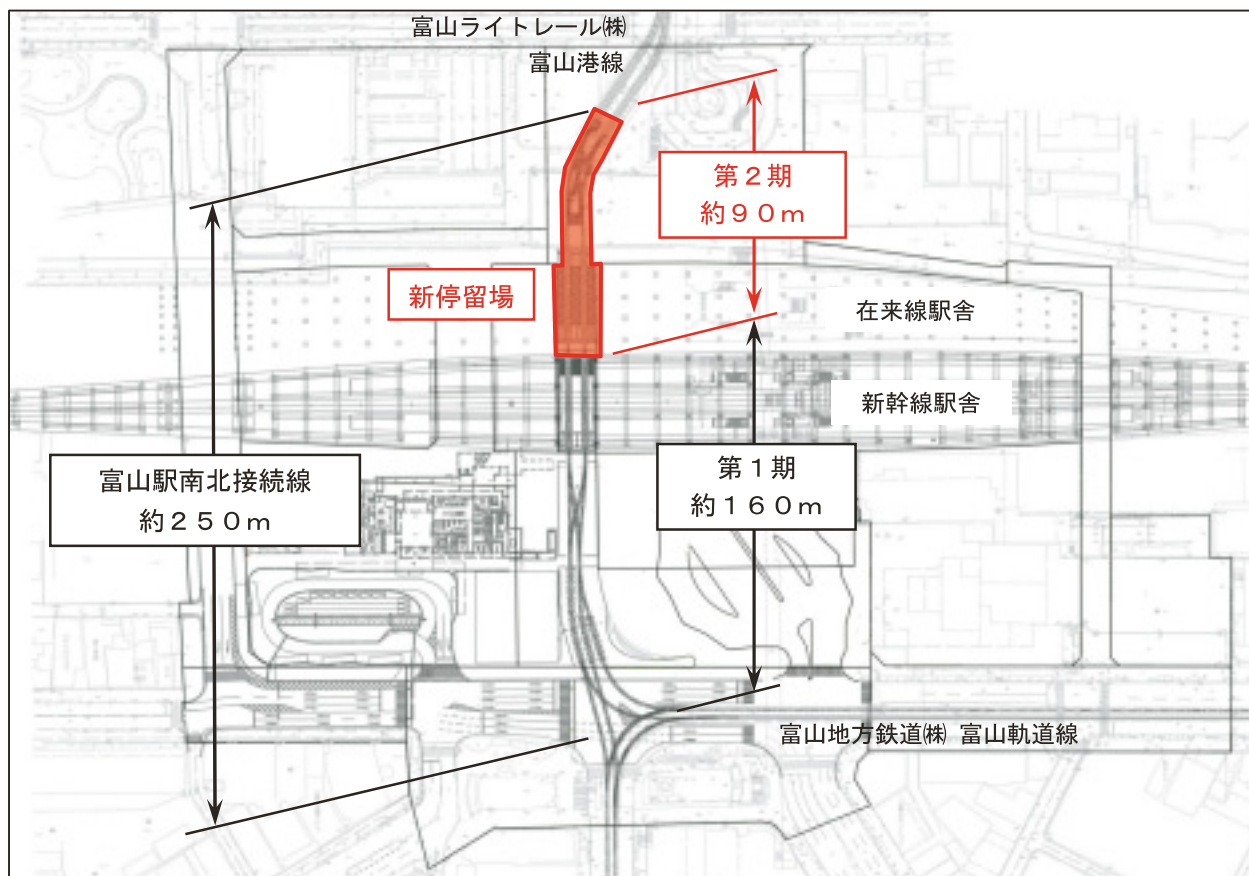 富山ライトレール㈱
富山港線
第２期
約９０ｍ
新停留場
在来線駅舎
新幹線駅舎
富山駅南北接続線
約２５０ｍ
第１期
約１６０ｍ
富山地方鉄道㈱ 富山軌道線